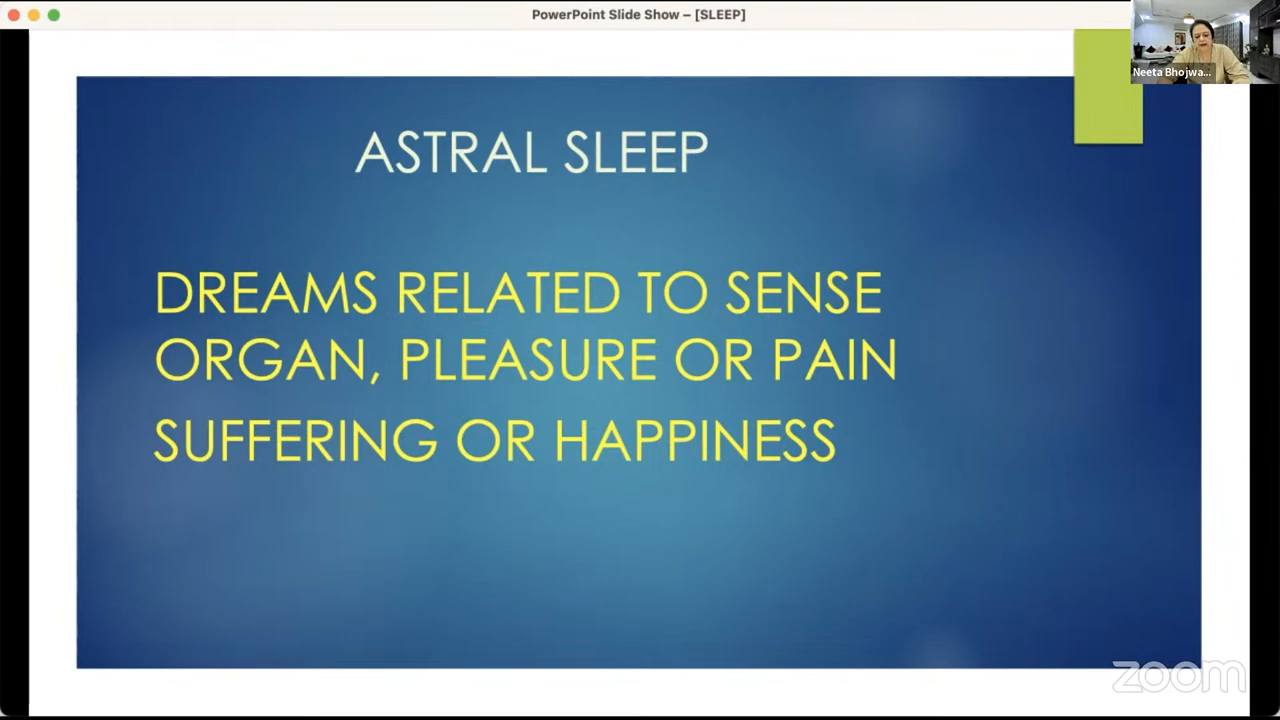 PowerPoint Slide Show – [SLEEP]
Neeta Bhojwa...
ASTRAL SLEEP
DREAMS RELATED TO SENSE
ORGAN, PLEASURE OR PAIN
SUFFERING OR HAPPINESS
zoom